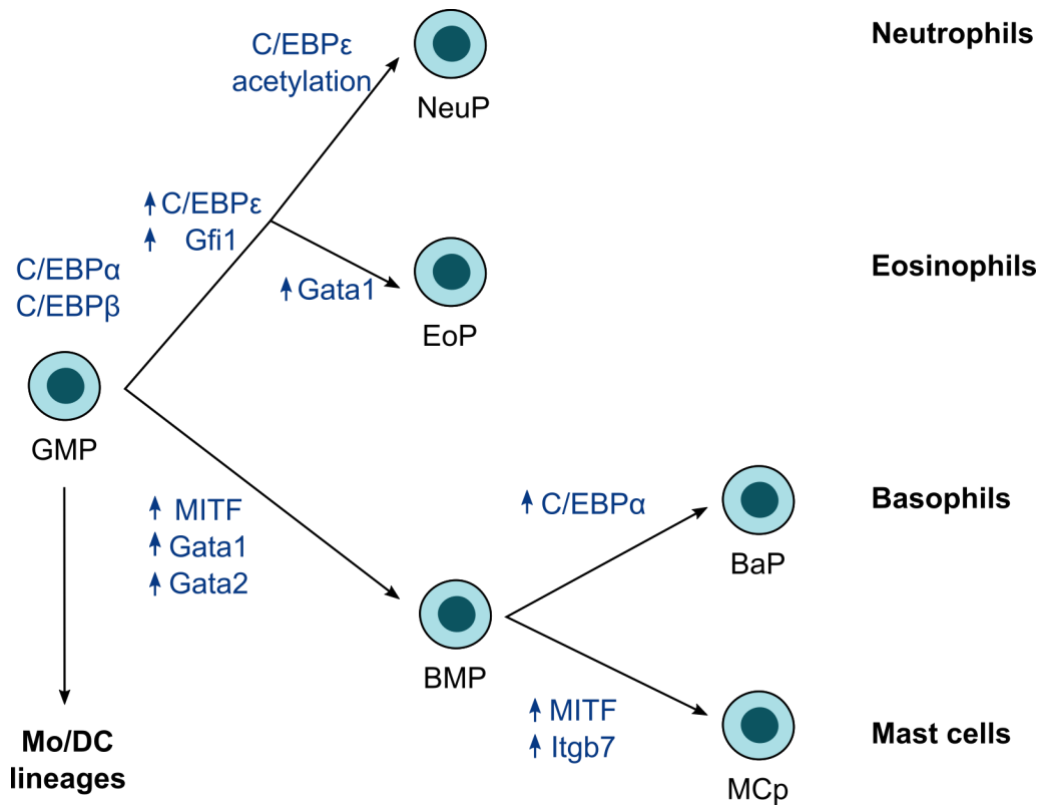 C/EBPε
acetylation
Neutrophils
NeuP
C/EBPε
Gfi1
C/EBPα
C/EBPβ
Gata1
Eosinophils
EoP
GMP
MITF
Gata1
Gata2
C/EBPα
Basophils
BaP
BMP
MITF
Itgb7
Mast cells
MCp
Mo/DC
lineages